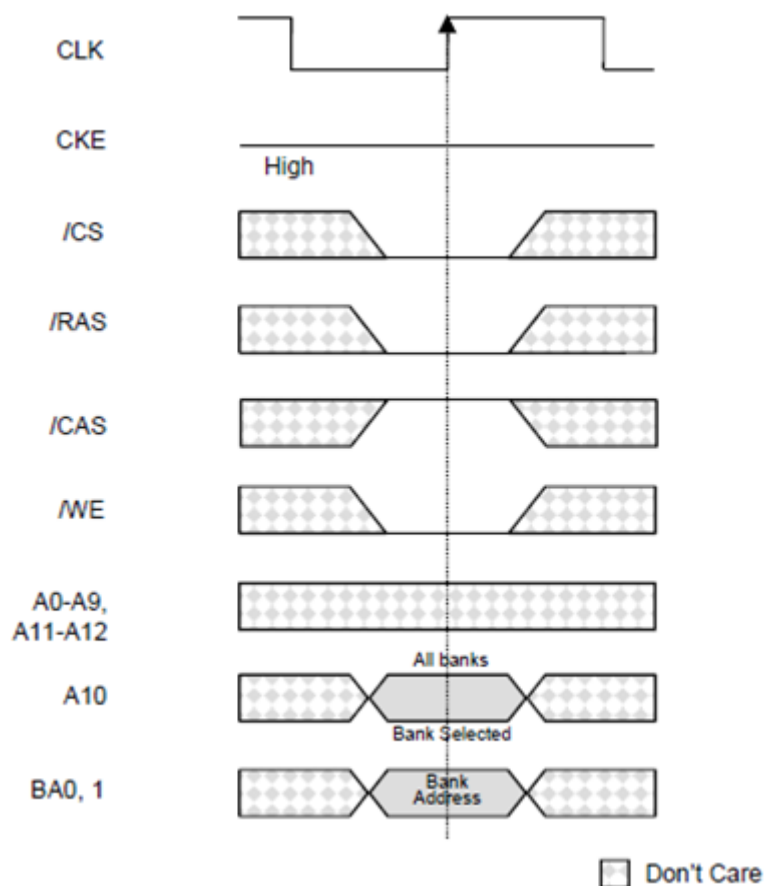 CLK
CKE
High
/CS
/RAS
/CAS
/WE
A0-A9,
A11-A12
All banks
A10
Bank Selected
BA0, 1
Bank
Address
Don't Care